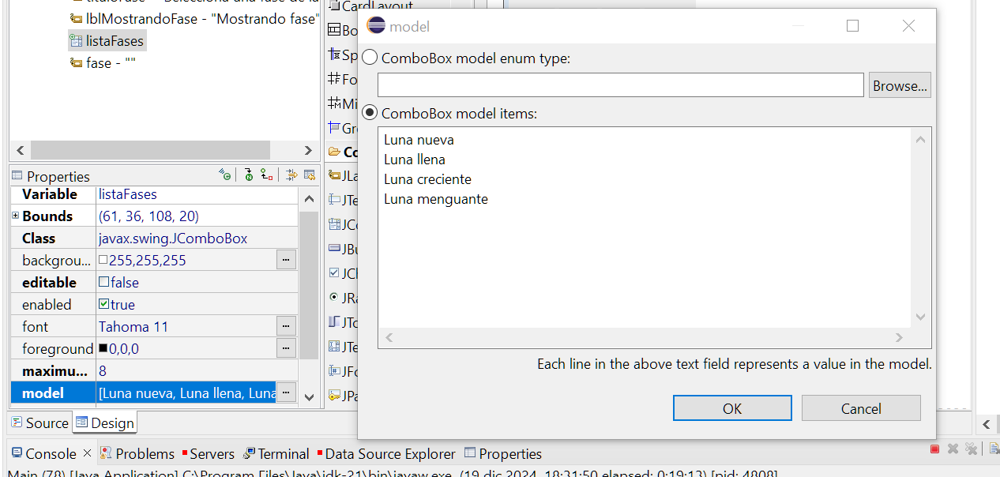 lblMostrandoFase - "Mostrando fase"
listaFases
fase - ""
Properties
Variable listaFases
Bounds (61, 36, 108, 20)
Class javax.swing.JComboBox
backgrou... 255,255,255 ...
editable false
enabled true
font Tahoma 11 ...
foreground 0,0,0 ...
maximu... 8
model [Luna nueva, Luna llena, Luna ...
Source Design
CardLayout
Bo
Sp
Fo
Mi
Gr
Co
JLa
JTe
JCo
JBu
JCh
JRa
JTo
JTe
JFo
JPa
model
ComboBox model enum type:
Browse...
ComboBox model items:
Luna nueva
Luna llena
Luna creciente
Luna menguante
Each line in the above text field represents a value in the model.
OK Cancel
Console Problems Servers Terminal Data Source Explorer Properties
Main (78) [Java Application] C:\Program Files\Java\jdk-21\bin\javaw.exe (19 dic 2024, 18:31:50 elapsed: 0:19:13) [pid: 4808]